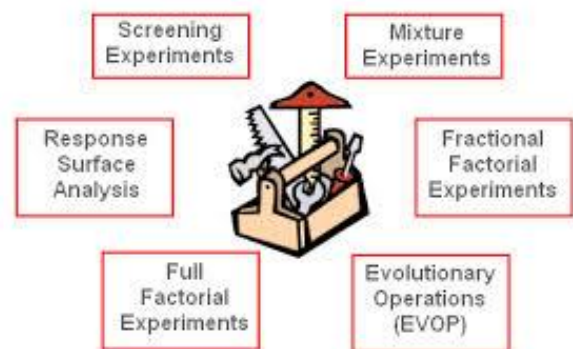 Screening
Experiments
Mixture
Experiments
Response
Surface
Analysis
Fractional
Factorial
Experiments
Full
Factorial
Experiments
Evolutionary
Operations
(EVOP)